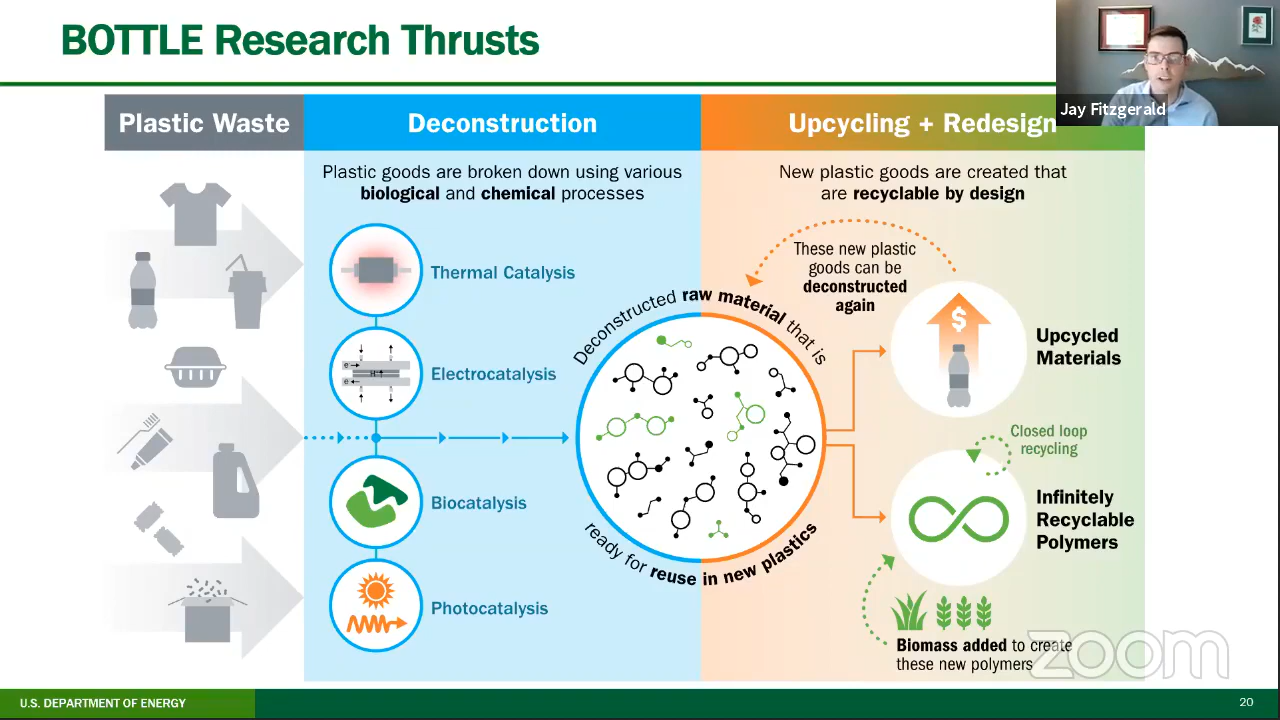 BOTTLE Research Thrusts
Jay Fitzgerald
Plastic Waste
Deconstruction
Upcycling + Redesign
Plastic goods are broken down using various
biological and chemical processes
New plastic goods are created that
are recyclable by design
Thermal Catalysis
Electrocatalysis
Biocatalysis
Photocatalysis
e-
H+
e-
Deconstructed raw material that is
ready for reuse in new plastics
These new plastic
goods can be
deconstructed
again
$
Upcycled
Materials
Closed loop
recycling
Infinitely
Recyclable
Polymers
Biomass added to create
these new polymers
zoom
U.S. DEPARTMENT OF ENERGY
20